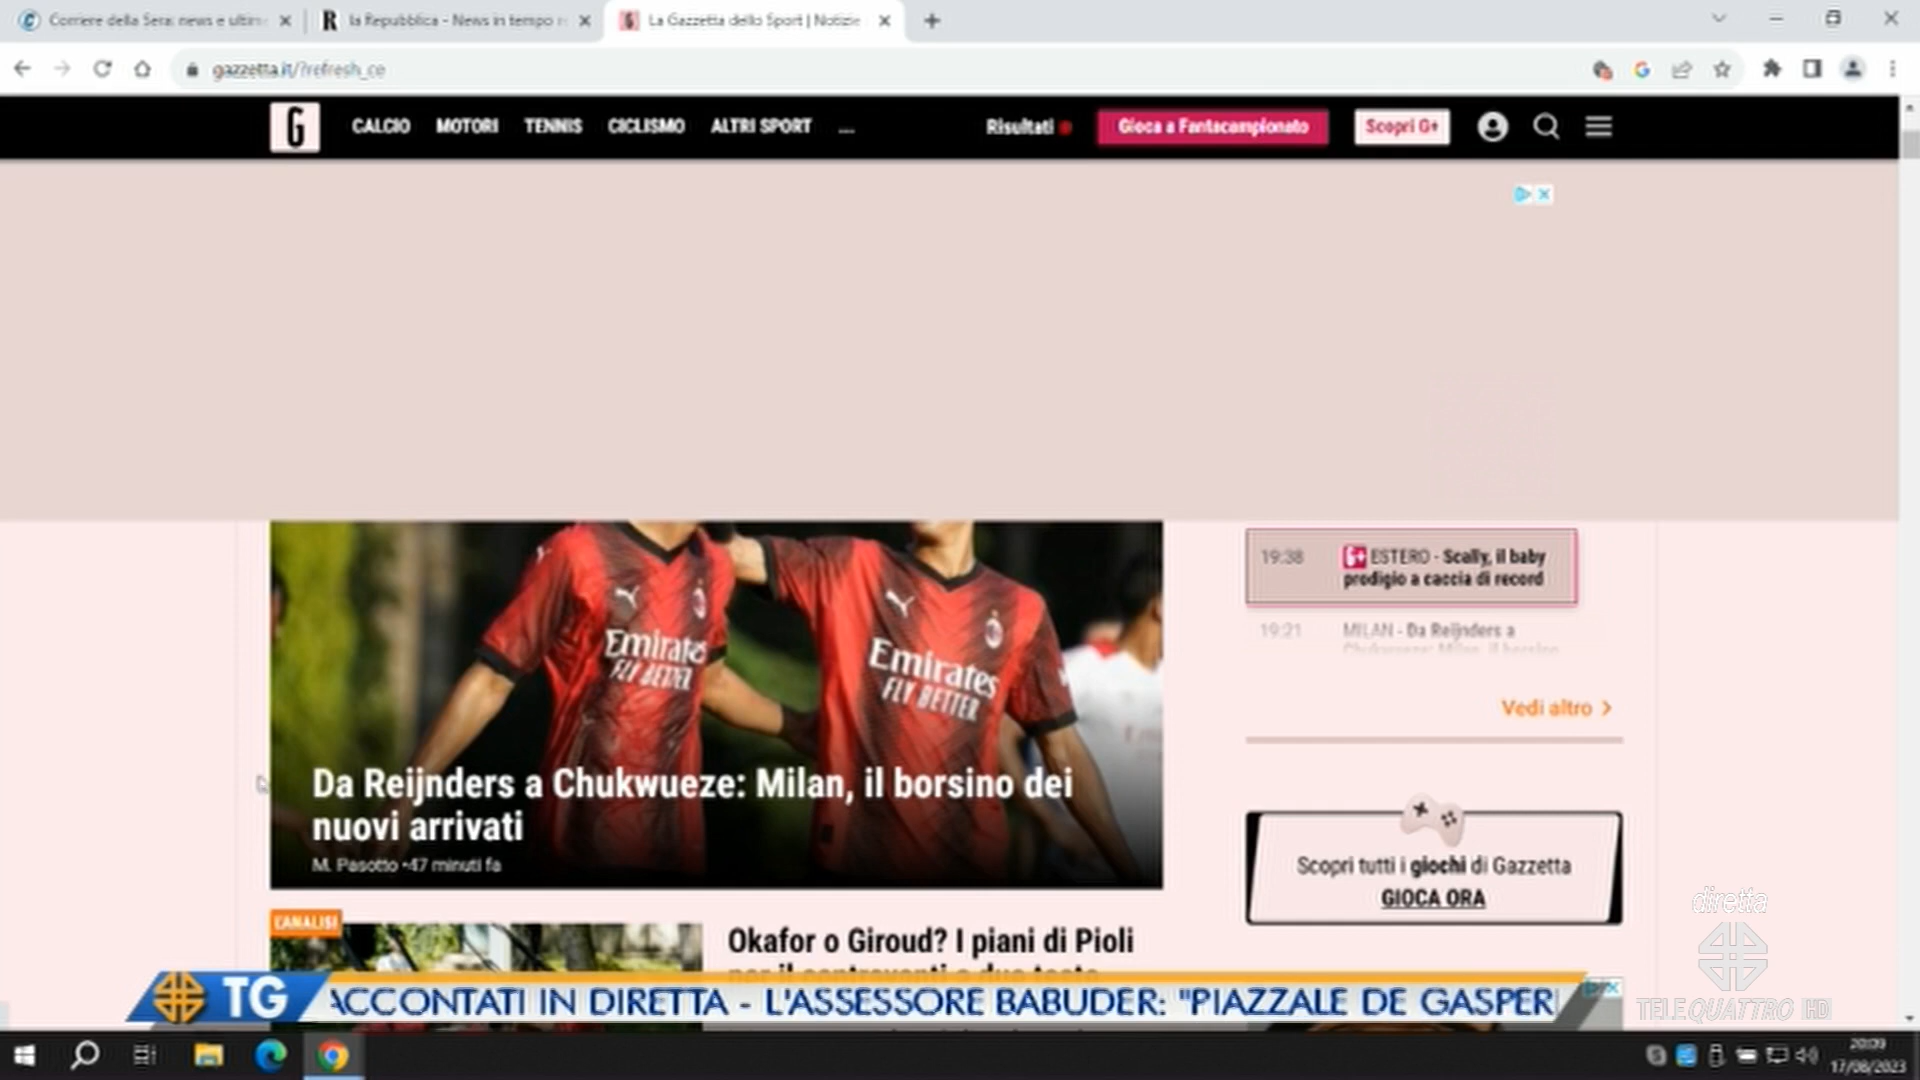 Corriere della Sera: news e ultim
la Repubblica - News in tempo r
La Gazzetta dello Sport | Notizie
gazzetta.it/?refresh_ce
G
CALCIO MOTORI TENNIS CICLISMO ALTRI SPORT ...
Risultati
Gioca a Fantacampionato
Scopri G+
Emirates
FLY BETTER
Emirates
FLY BETTER
Da Reijnders a Chukwueze: Milan, il borsino dei
nuovi arrivati
M. Pasotto •47 minuti fa
19:38 G+ ESTERO - Scally, il baby
prodigio a caccia di record
19:21 MILAN - Da Reijnders a
Chukwueze: Milan, il borsino
Vedi altro >
Scopri tutti i giochi di Gazzetta
GIOCA ORA
L'ANALISI
Okafor o Giroud? I piani di Pioli
diretta
TELEQUATTRO HD
TG
ACCONTATI IN DIRETTA - L'ASSESSORE BABUDER: "PIAZZALE DE GASPER
20:09
17/08/2023